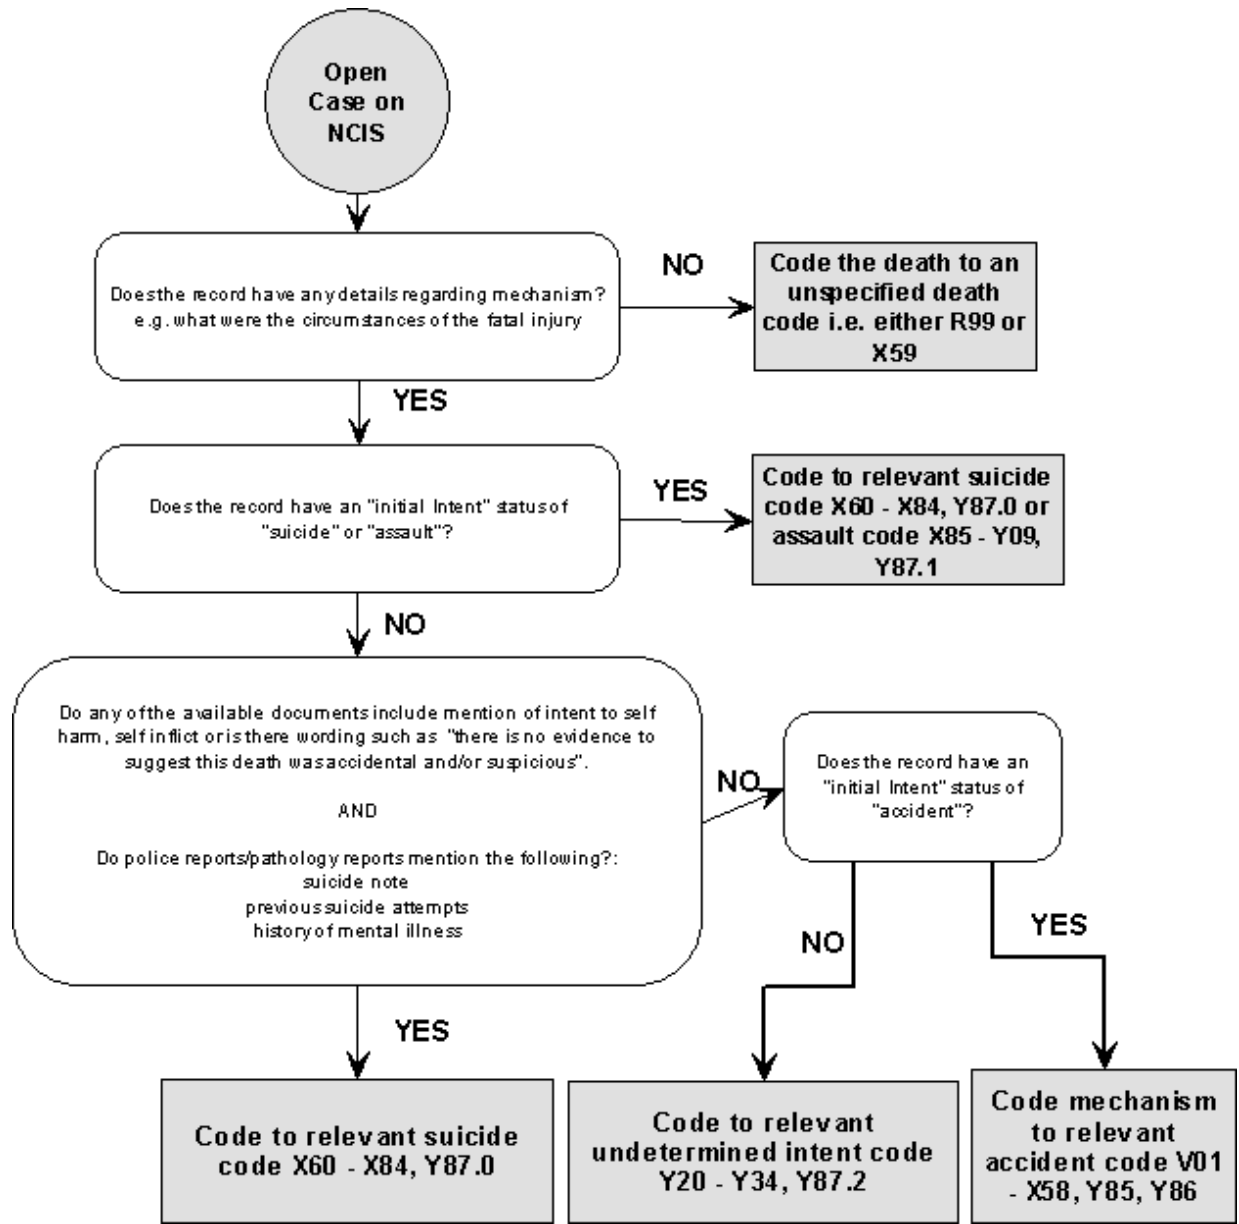 Open
Case on
NCIS
Does the record have any details regarding mechanism?
e.g. what were the circumstances of the fatal injury
NO
Code the death to an
unspecified death
code i.e. either R99 or
X59
YES
Does the record have an "initial Intent" status of
"suicide" or "assault"?
YES
Code to relevant suicide
code X60 - X84, Y87.0 or
assault code X85 - Y09,
Y87.1
NO
Do any of the available documents include mention of intent to self
harm, self inflict or is there wording such as "there is no evidence to
suggest this death was accidental and/or suspicious".
AND
Do police reports/pathology reports mention the following?:
suicide note
previous suicide attempts
history of mental illness
NO
Does the record have an
"initial Intent" status of
"accident"?
NO
YES
YES
Code to relevant suicide
code X60 - X84, Y87.0
Code to relevant
undetermined intent code
Y20 - Y34, Y87.2
Code mechanism
to relevant
accident code V01
- X58, Y85, Y86